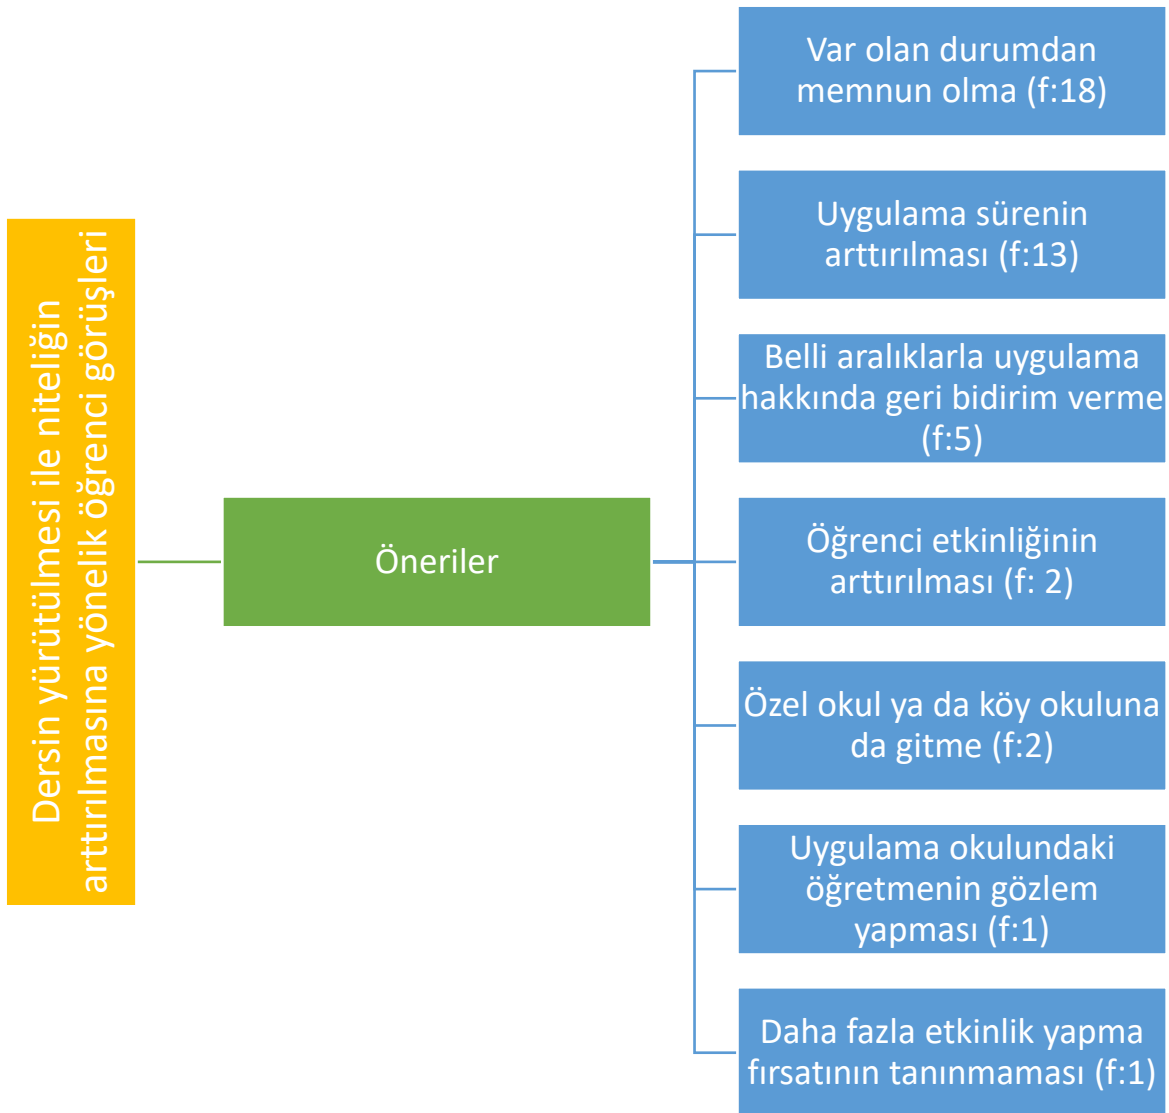 Dersin yürütülmesi ile niteliğin
arttırılmasına yönelik öğrenci görüşleri
Öneriler
Var olan durumdan
memnun olma (f:18)
Uygulama sürenin
arttırılması (f:13)
Belli aralıklarla uygulama
hakkında geri bidirim verme
(f:5)
Öğrenci etkinliğinin
arttırılması (f: 2)
Özel okul ya da köy okuluna
da gitme (f:2)
Uygulama okulundaki
öğretmenin gözlem
yapması (f:1)
Daha fazla etkinlik yapma
fırsatının tanınmaması (f:1)